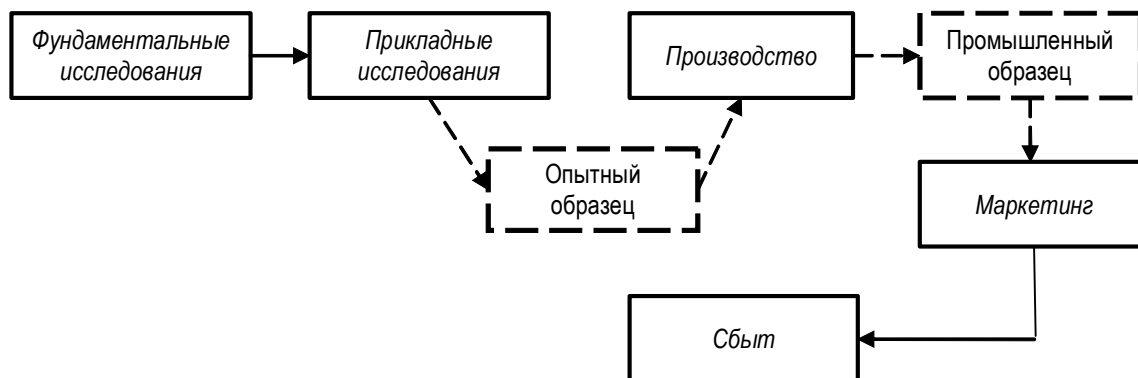 Фундаментальные
исследования
Прикладные
исследования
Производство
Промышленный
образец
Опытный
образец
Маркетинг
Сбыт